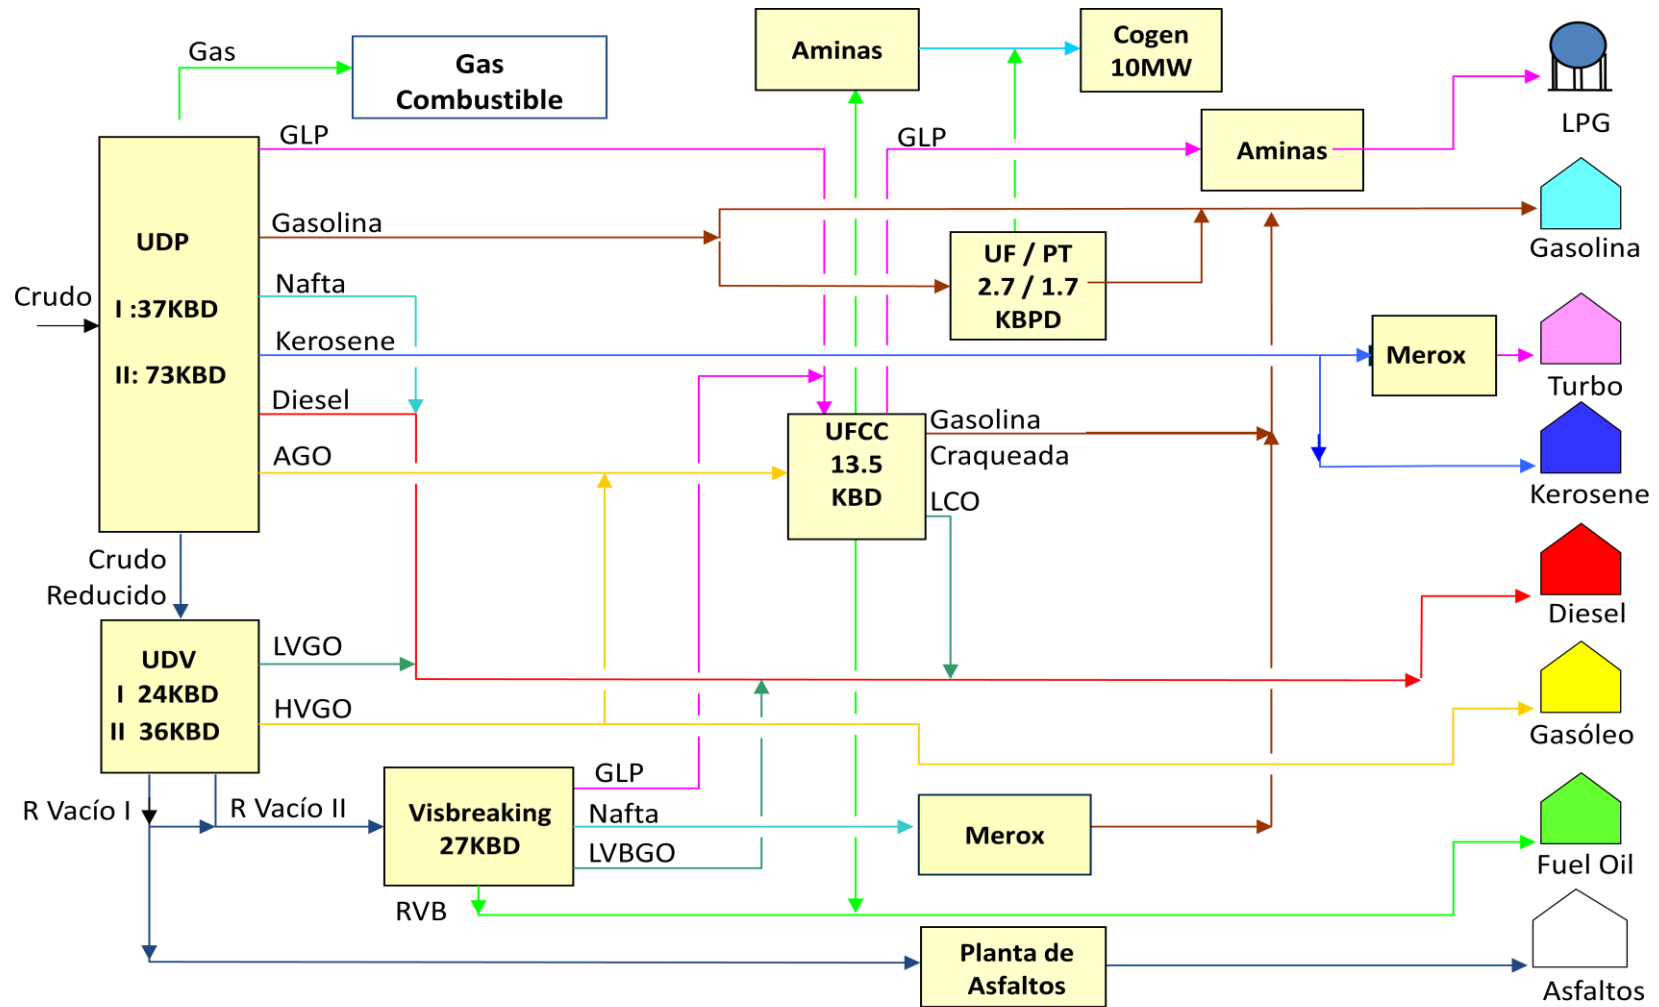 Gas
Gas
Combustible
Aminas
Cogen
10MW
LPG
GLP
GLP
Aminas
UDP
I :37KBD
II: 73KBD
Gasolina
UF / PT
2.7 / 1.7
KBPD
Gasolina
Crudo
Nafta
Kerosene
Merox
Turbo
Diesel
UFCC
13.5
KBD
Gasolina
Craqueada
AGO
LCO
Kerosene
Crudo
Reducido
Diesel
UDV
I 24KBD
II 36KBD
LVGO
HVGO
Gasóleo
R Vacío I
R Vacío II
Visbreaking
27KBD
GLP
Nafta
LVBGO
Merox
Fuel Oil
RVB
Planta de
Asfaltos
Asfaltos